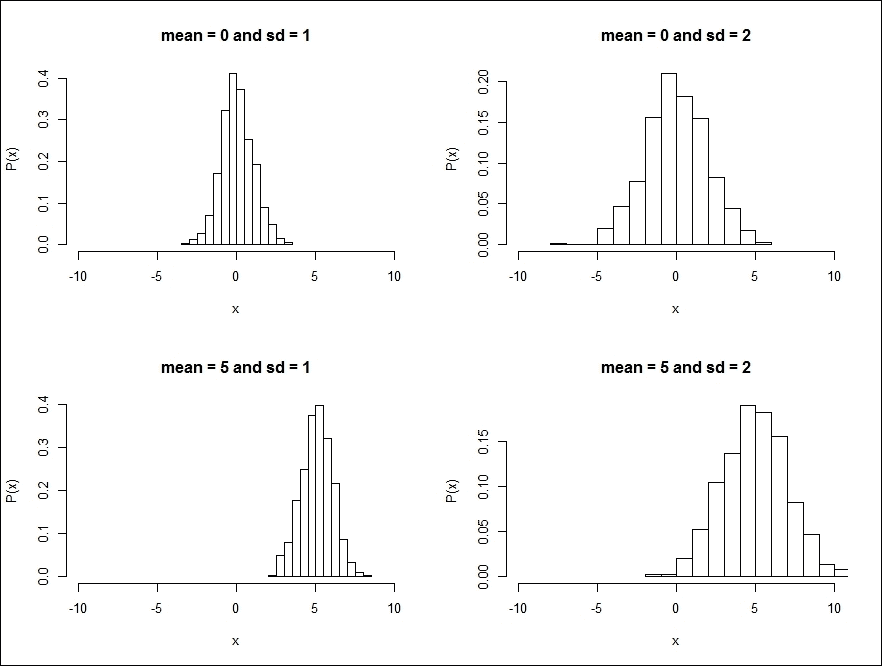 mean = 0 and sd = 1
P(x)
0.4
0.3
0.2
0.1
0.0
-10 -5 0 5 10
x
mean = 0 and sd = 2
P(x)
0.20
0.15
0.10
0.05
0.00
-10 -5 0 5 10
x
mean = 5 and sd = 1
P(x)
0.4
0.3
0.2
0.1
0.0
-10 -5 0 5 10
x
mean = 5 and sd = 2
P(x)
0.15
0.10
0.05
0.00
-10 -5 0 5 10
x